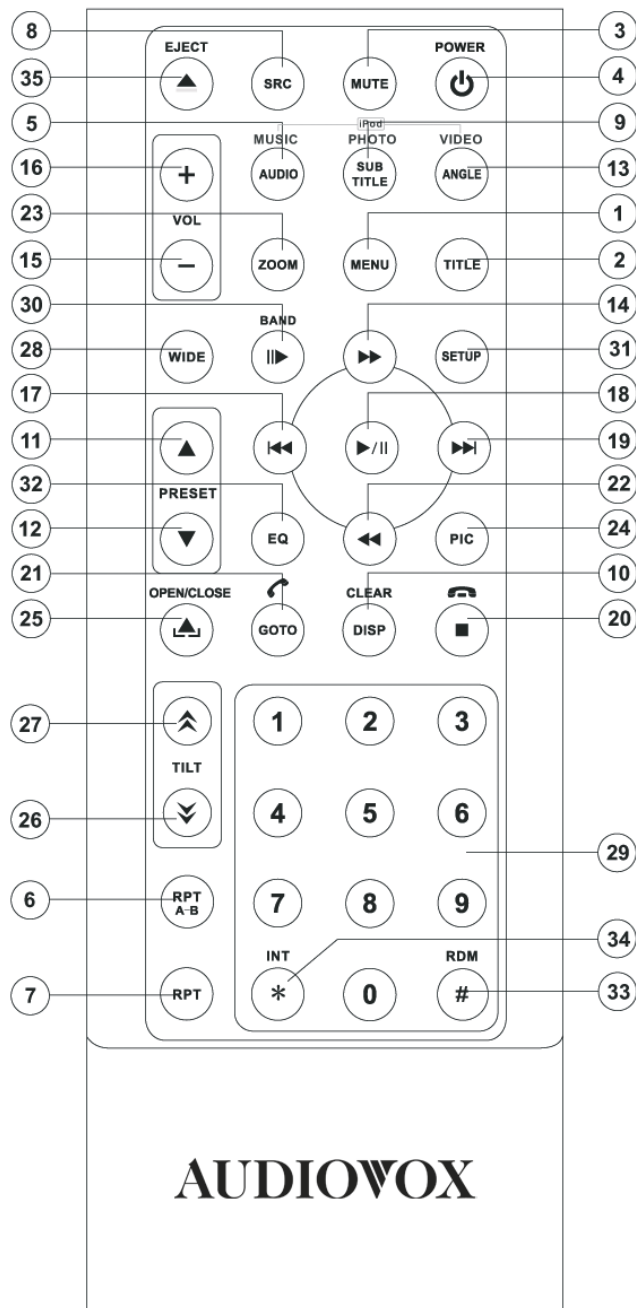 8 3
EJECT POWER
35 SRC MUTE 4
5 iPod 9
MUSIC PHOTO VIDEO
16 + AUDIO SUB TITLE ANGLE 13
23 VOL 1
15 − ZOOM MENU TITLE 2
30 BAND 14
28 WIDE SETUP 31
17 18
11 19
32 PRESET 22
12 EQ PIC 24
21 10
OPEN/CLOSE CLEAR
25 GOTO DISP 20
27 1 2 3
TILT
26 4 5 6
29
6 RPT A-B 7 8 9
INT RDM 34
7 RPT * 0 # 33
AUDIOVOX